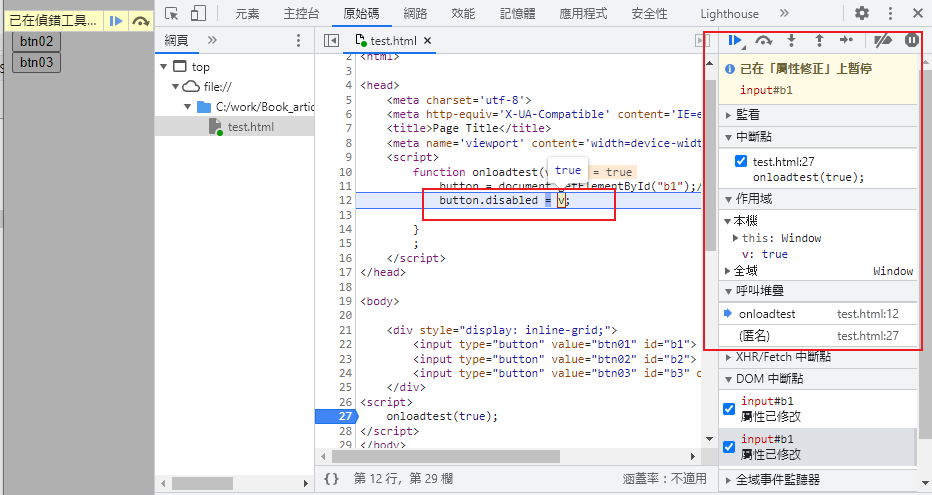 已在偵錯工具...
btn02
btn03
元素 主控台 原始碼 網路 效能 記憶體 應用程式 安全性 Lighthouse »
網頁 »
test.html ×
top
file://
C:/work/Book_artic
test.html
2 <html>
3
4 <head>
5 <meta charset='utf-8'>
6 <meta http-equiv='X-UA-Compatible' content='IE=e
7 <title>Page Title</title>
8 <meta name='viewport' content='width=device-widt
9 <script>
10 function onloadtest(v = true
true
11 button = document.getElementById("b1");/
12 button.disabled = v;
13
14 }
15 ;
16 </script>
17 </head>
18
19 <body>
20
21 <div style="display: inline-grid;">
22 <input type="button" value="btn01" id="b1">
23 <input type="button" value="btn02" id="b2">
24 <input type="button" value="btn03" id="b3"
25 </div>
26 <script>
27 onloadtest(true);
28 </script>
29 </body>
{ } 第 12 行，第 29 欄 涵蓋率：不適用
已在「屬性修正」上暫停
input#b1
監看
中斷點
test.html:27
onloadtest(true);
作用域
本機
this: Window
v: true
全域 Window
呼叫堆疊
onloadtest test.html:12
(匿名) test.html:27
XHR/Fetch 中斷點
DOM 中斷點
input#b1
屬性已修改
input#b1
屬性已修改
全域事件監聽器